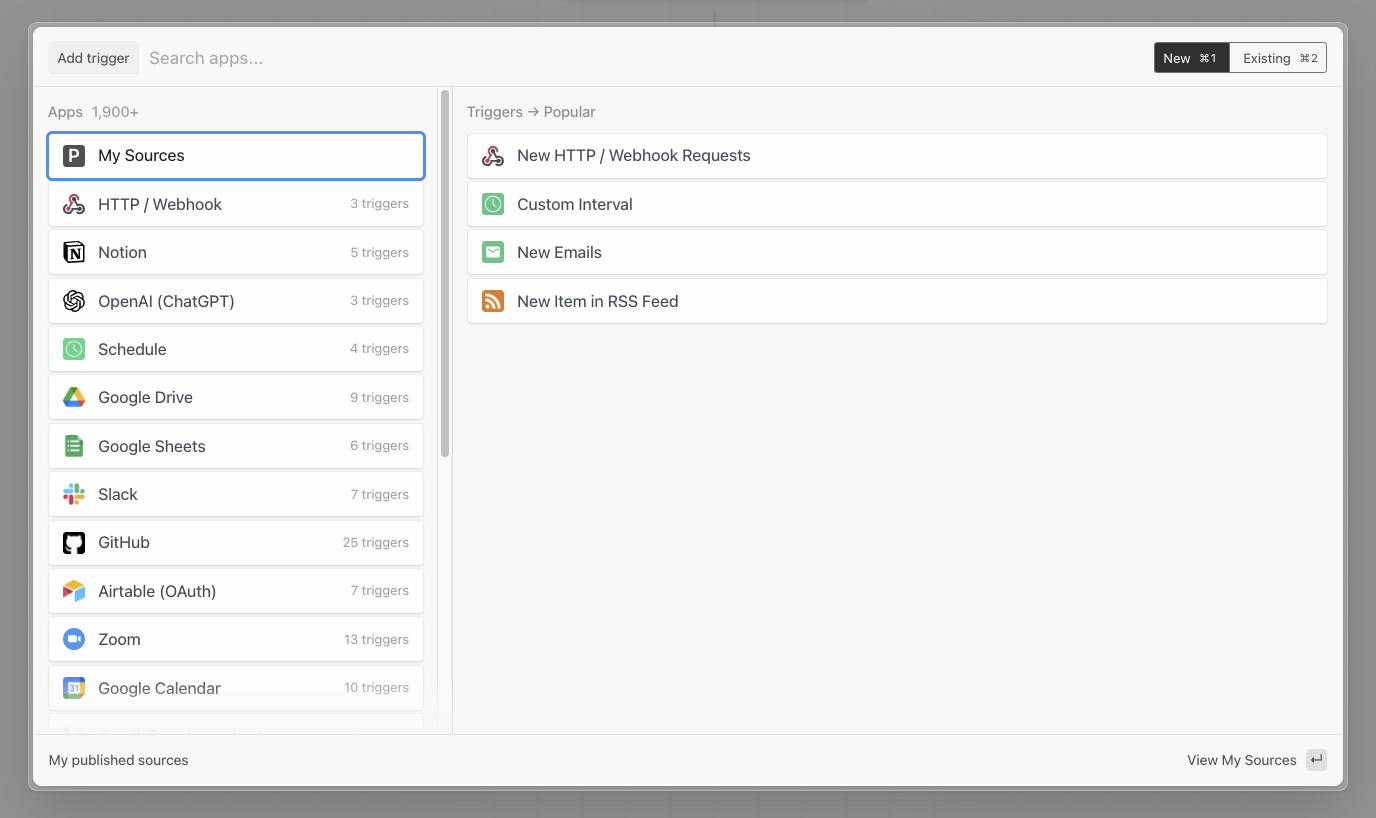 Add trigger Search apps... New ⌘1 Existing ⌘2
Apps 1,900+
P My Sources
HTTP / Webhook 3 triggers
Notion 5 triggers
OpenAI (ChatGPT) 3 triggers
Schedule 4 triggers
Google Drive 9 triggers
Google Sheets 6 triggers
Slack 7 triggers
GitHub 25 triggers
Airtable (OAuth) 7 triggers
Zoom 13 triggers
31 Google Calendar 10 triggers
Triggers → Popular
New HTTP / Webhook Requests
Custom Interval
New Emails
New Item in RSS Feed
My published sources View My Sources ↵